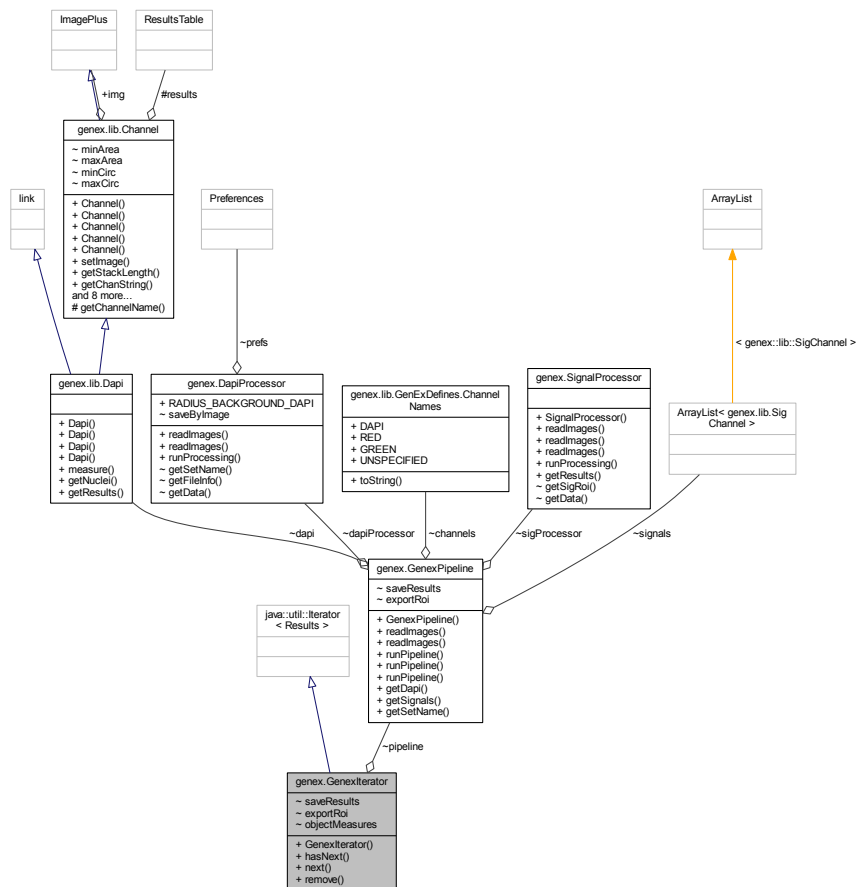 ImagePlus
ResultsTable
+img
#results
genex.lib.Channel
~ minArea
~ maxArea
~ minCirc
~ maxCirc
+ Channel()
+ Channel()
+ Channel()
+ Channel()
+ Channel()
+ setImage()
+ getStackLength()
+ getChanString()
and 8 more...
# getChannelName()
link
Preferences
ArrayList
~prefs
< genex::lib::SigChannel >
genex.lib.Dapi
+ Dapi()
+ Dapi()
+ Dapi()
+ Dapi()
+ measure()
+ getNuclei()
+ getResults()
genex.DapiProcessor
+ RADIUS_BACKGROUND_DAPI
~ saveByImage
+ readImages()
+ readImages()
+ runProcessing()
~ getSetName()
~ getFileInfo()
~ getData()
genex.lib.GenExDefines.Channel
Names
+ DAPI
+ RED
+ GREEN
+ UNSPECIFIED
+ toString()
genex.SignalProcessor
+ SignalProcessor()
+ readImages()
+ readImages()
+ readImages()
+ runProcessing()
+ getResults()
~ getSigRoi()
~ getData()
ArrayList< genex.lib.Sig
Channel >
~dapi
~dapiProcessor
~channels
~sigProcessor
~signals
genex.GenexPipeline
~ saveResults
~ exportRoi
+ GenexPipeline()
+ readImages()
+ readImages()
+ runPipeline()
+ runPipeline()
+ runPipeline()
+ getDapi()
+ getSignals()
+ getSetName()
java::util::Iterator
< Results >
~pipeline
genex.GenexIterator
~ saveResults
~ exportRoi
~ objectMeasures
+ GenexIterator()
+ hasNext()
+ next()
+ remove()